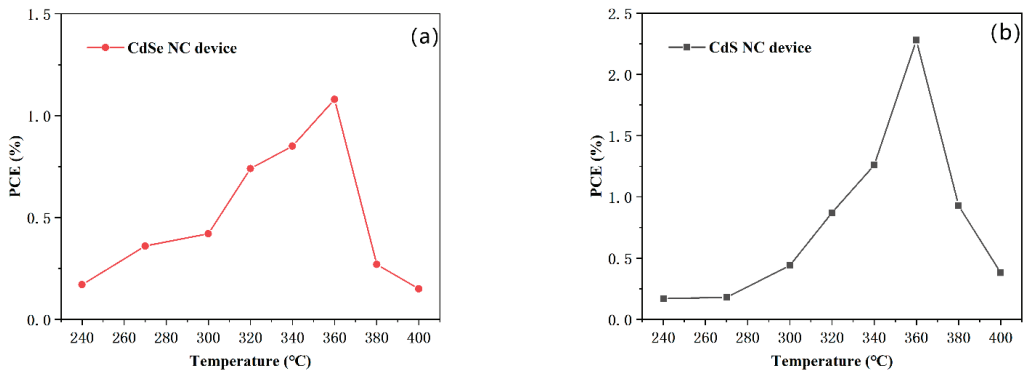 (a)
CdSe NC device
PCE (%)
1.5
1.0
0.5
0.0
240 260 280 300 320 340 360 380 400
Temperature (℃)
(b)
CdS NC device
PCE (%)
2.5
2.0
1.5
1.0
0.5
0.0
240 260 280 300 320 340 360 380 400
Temperature (℃)